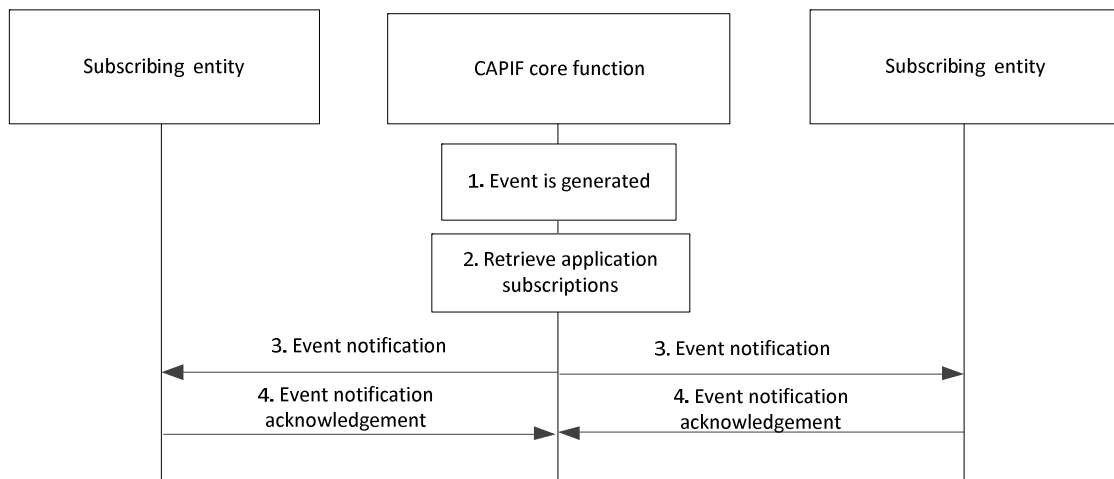 Subscribing entity
CAPIF core function
Subscribing entity
1. Event is generated
2. Retrieve application
subscriptions
3. Event notification
3. Event notification
4. Event notification
acknowledgement
4. Event notification
acknowledgement